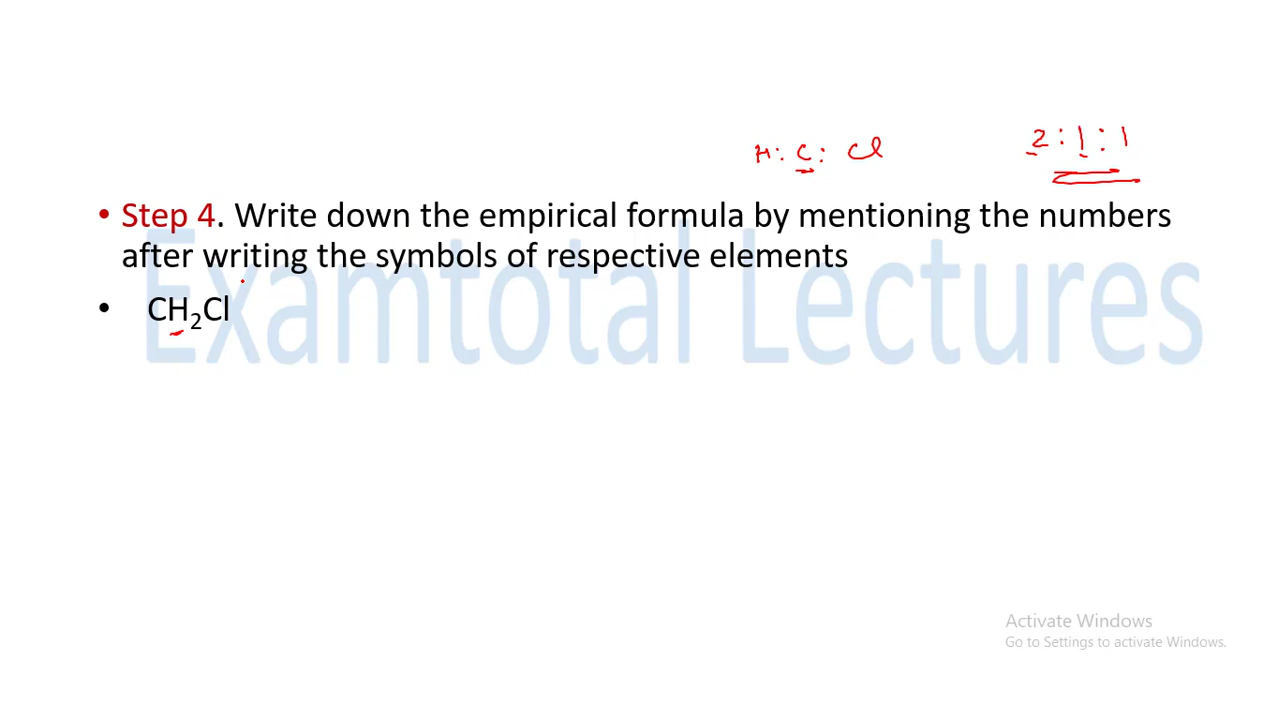 H : C : Cl 2 : 1 : 1
• Step 4. Write down the empirical formula by mentioning the numbers
after writing the symbols of respective elements
• CH₂Cl
Examtotal Lectures
Activate Windows
Go to Settings to activate Windows.